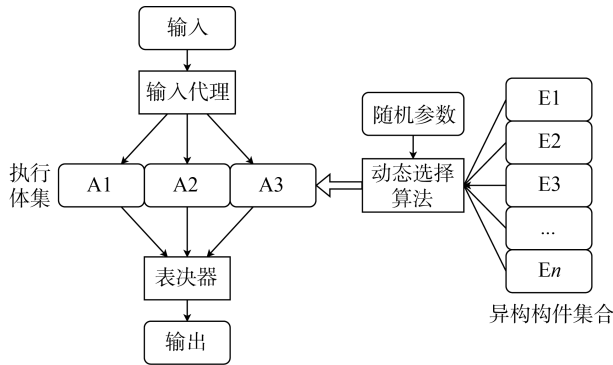 输入
输入代理
执行
体集
A1
A2
A3
表决器
输出
随机参数
动态选择
算法
E1
E2
E3
...
En
异构构件集合